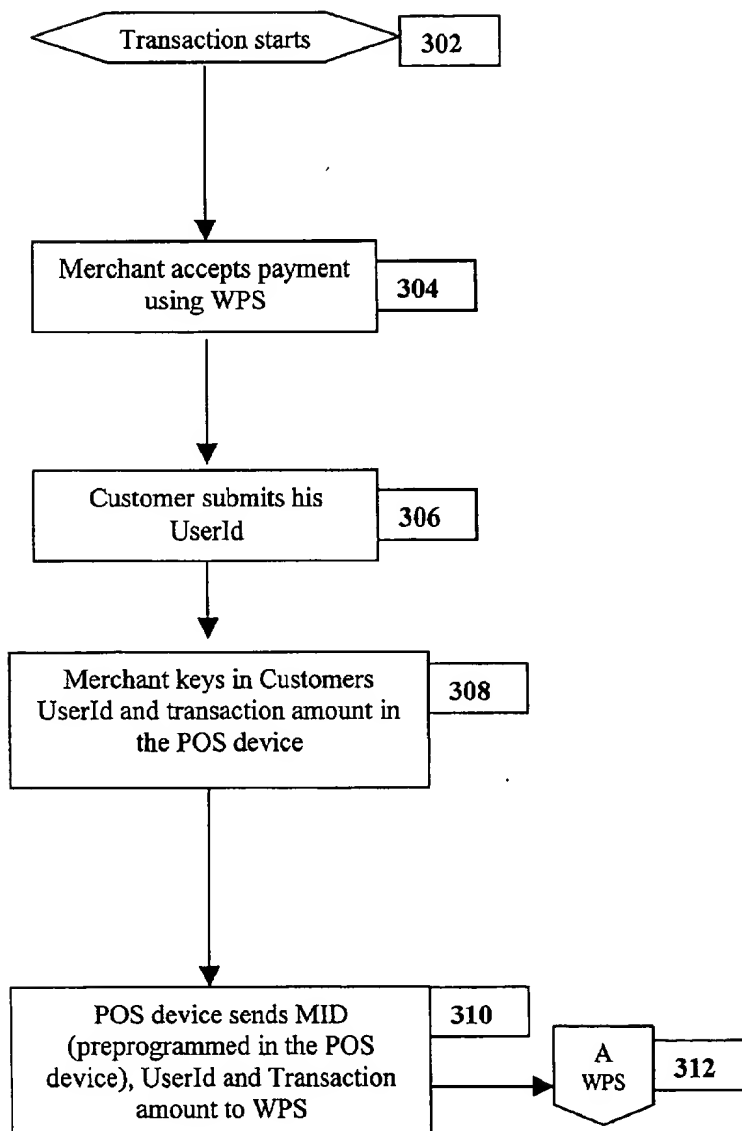 Transaction starts
302
Merchant accepts payment
using WPS
304
Customer submits his
UserId
306
Merchant keys in Customers
UserId and transaction amount in
the POS device
308
POS device sends MID
(preprogrammed in the POS
device), UserId and Transaction
amount to WPS
310
A
WPS
312